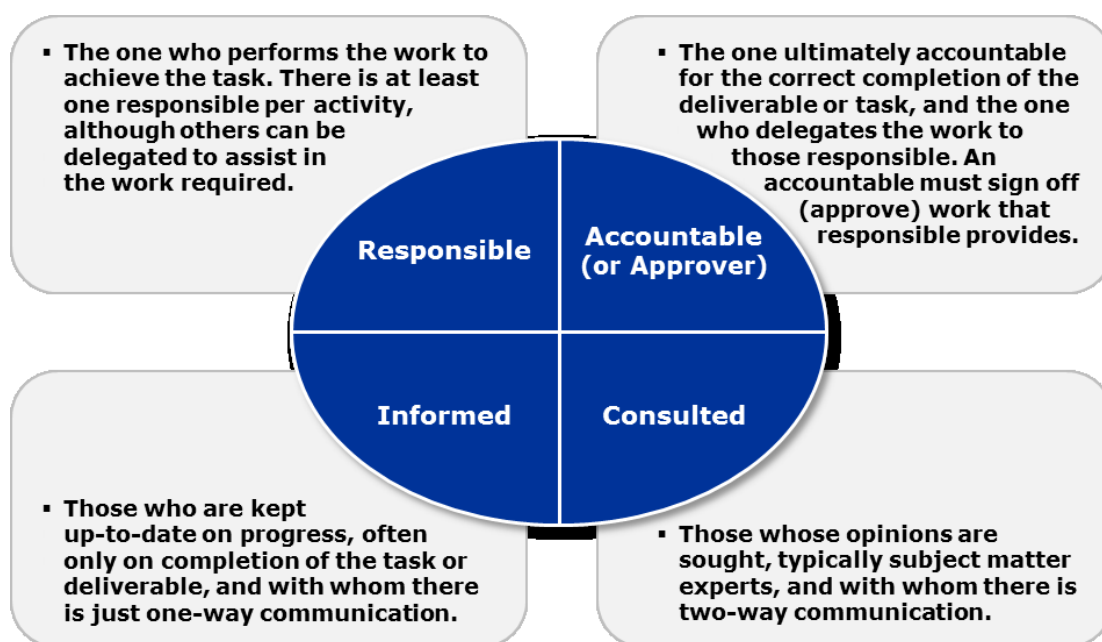 ▪ The one who performs the work to
achieve the task. There is at least
one responsible per activity,
although others can be
delegated to assist in
the work required.
▪ The one ultimately accountable
for the correct completion of the
deliverable or task, and the one
who delegates the work to
those responsible. An
accountable must sign off
(approve) work that
responsible provides.
Responsible
Accountable
(or Approver)
Informed
Consulted
▪ Those who are kept
up-to-date on progress, often
only on completion of the task or
deliverable, and with whom there
is just one-way communication.
▪ Those whose opinions are
sought, typically subject matter
experts, and with whom there is
two-way communication.